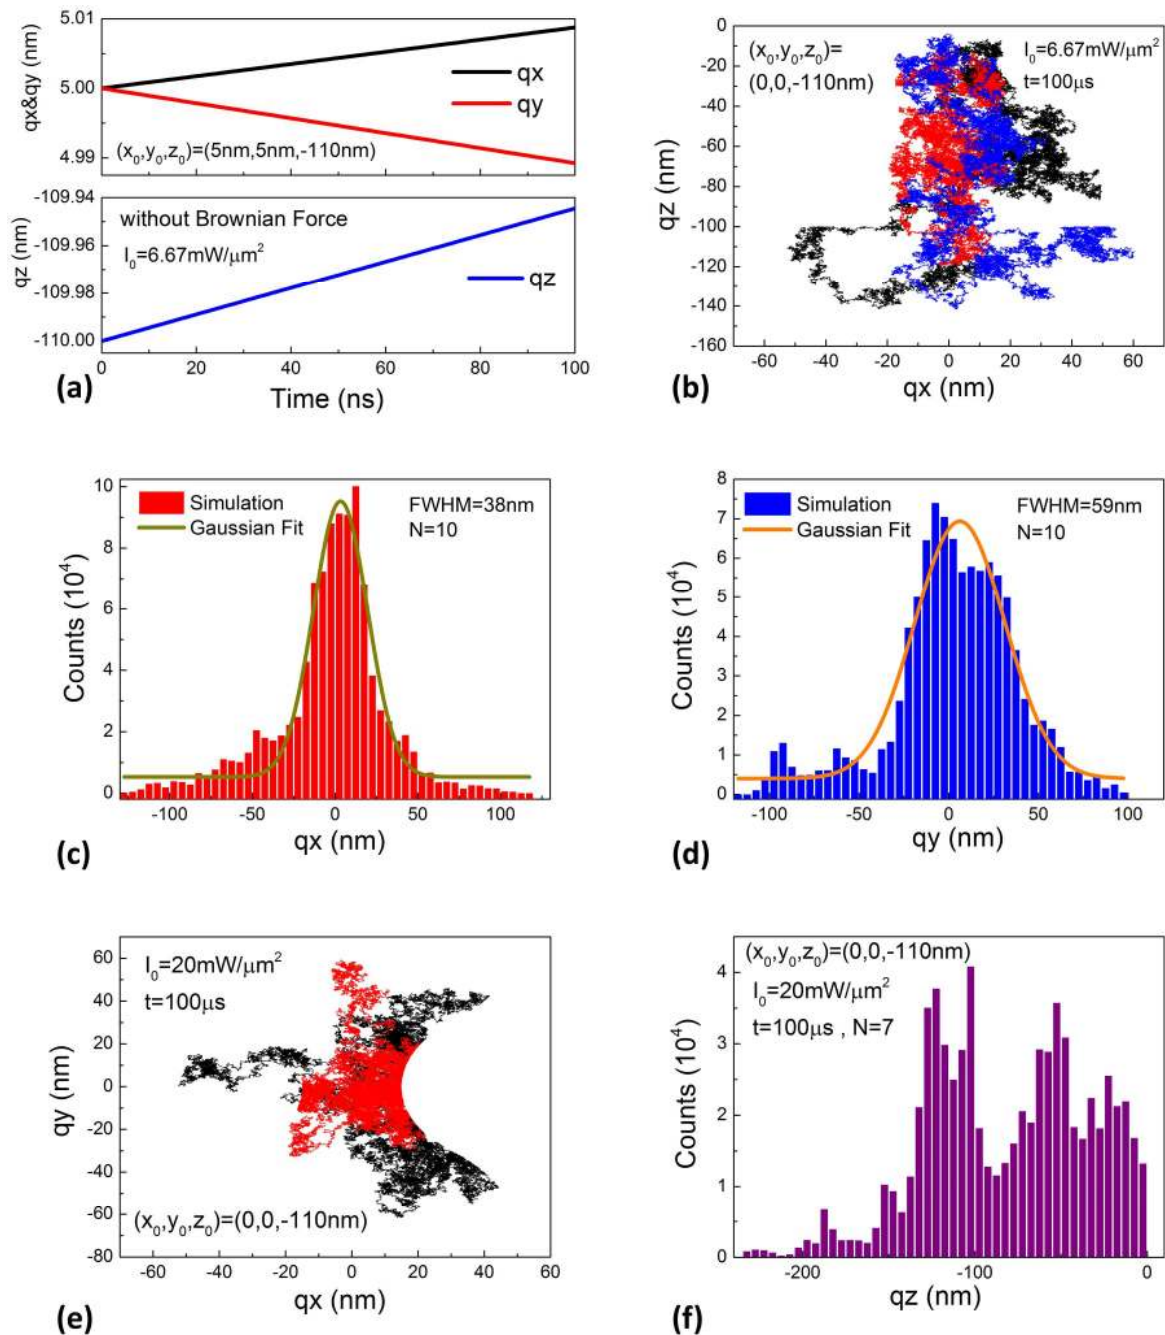 5.01
5.00
4.99
qx&qy (nm)
qx
qy
(x₀,y₀,z₀)=(5nm,5nm,-110nm)
-109.94
-109.96
-109.98
-110.00
qz (nm)
without Brownian Force
I₀=6.67mW/μm²
qz
0 20 40 60 80 100
Time (ns)
(a)
0
-20
-40
-60
-80
-100
-120
-140
-160
qz (nm)
(x₀,y₀,z₀)=
(0,0,-110nm)
I₀=6.67mW/μm²
t=100μs
-60 -40 -20 0 20 40 60
qx (nm)
(b)
10
8
6
4
2
0
Counts (10⁴)
Simulation
Gaussian Fit
FWHM=38nm
N=10
-100 -50 0 50 100
qx (nm)
(c)
8
7
6
5
4
3
2
1
0
Counts (10⁴)
Simulation
Gaussian Fit
FWHM=59nm
N=10
-100 -50 0 50 100
qy (nm)
(d)
60
40
20
0
-20
-40
-60
-80
qy (nm)
I₀=20mW/μm²
t=100μs
(x₀,y₀,z₀)=(0,0,-110nm)
-60 -40 -20 0 20 40 60
qx (nm)
(e)
4
3
2
1
0
Counts (10⁴)
(x₀,y₀,z₀)=(0,0,-110nm)
I₀=20mW/μm²
t=100μs , N=7
-200 -100 0
qz (nm)
(f)